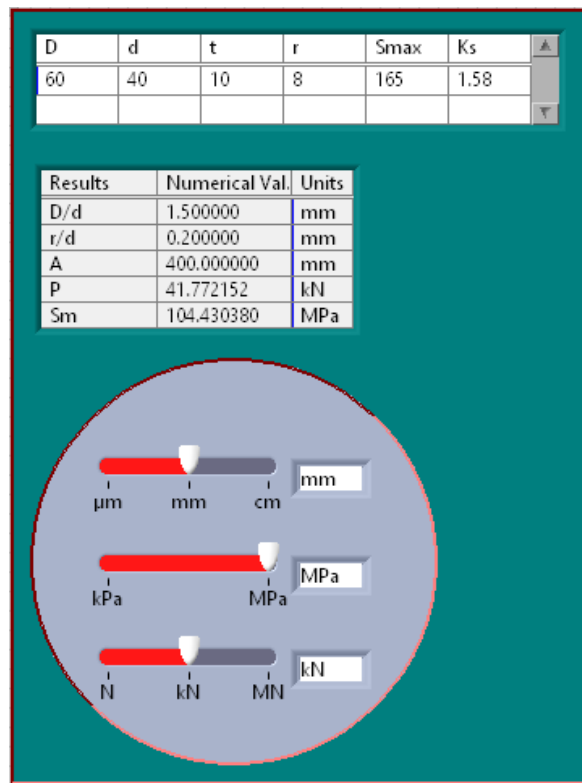 D d t r Smax Ks
60 40 10 8 165 1.58
Results Numerical Val. Units
D/d 1.500000 mm
r/d 0.200000 mm
A 400.000000 mm
P 41.772152 kN
Sm 104.430380 MPa
mm
µm mm cm
MPa
kPa MPa
kN
N kN MN